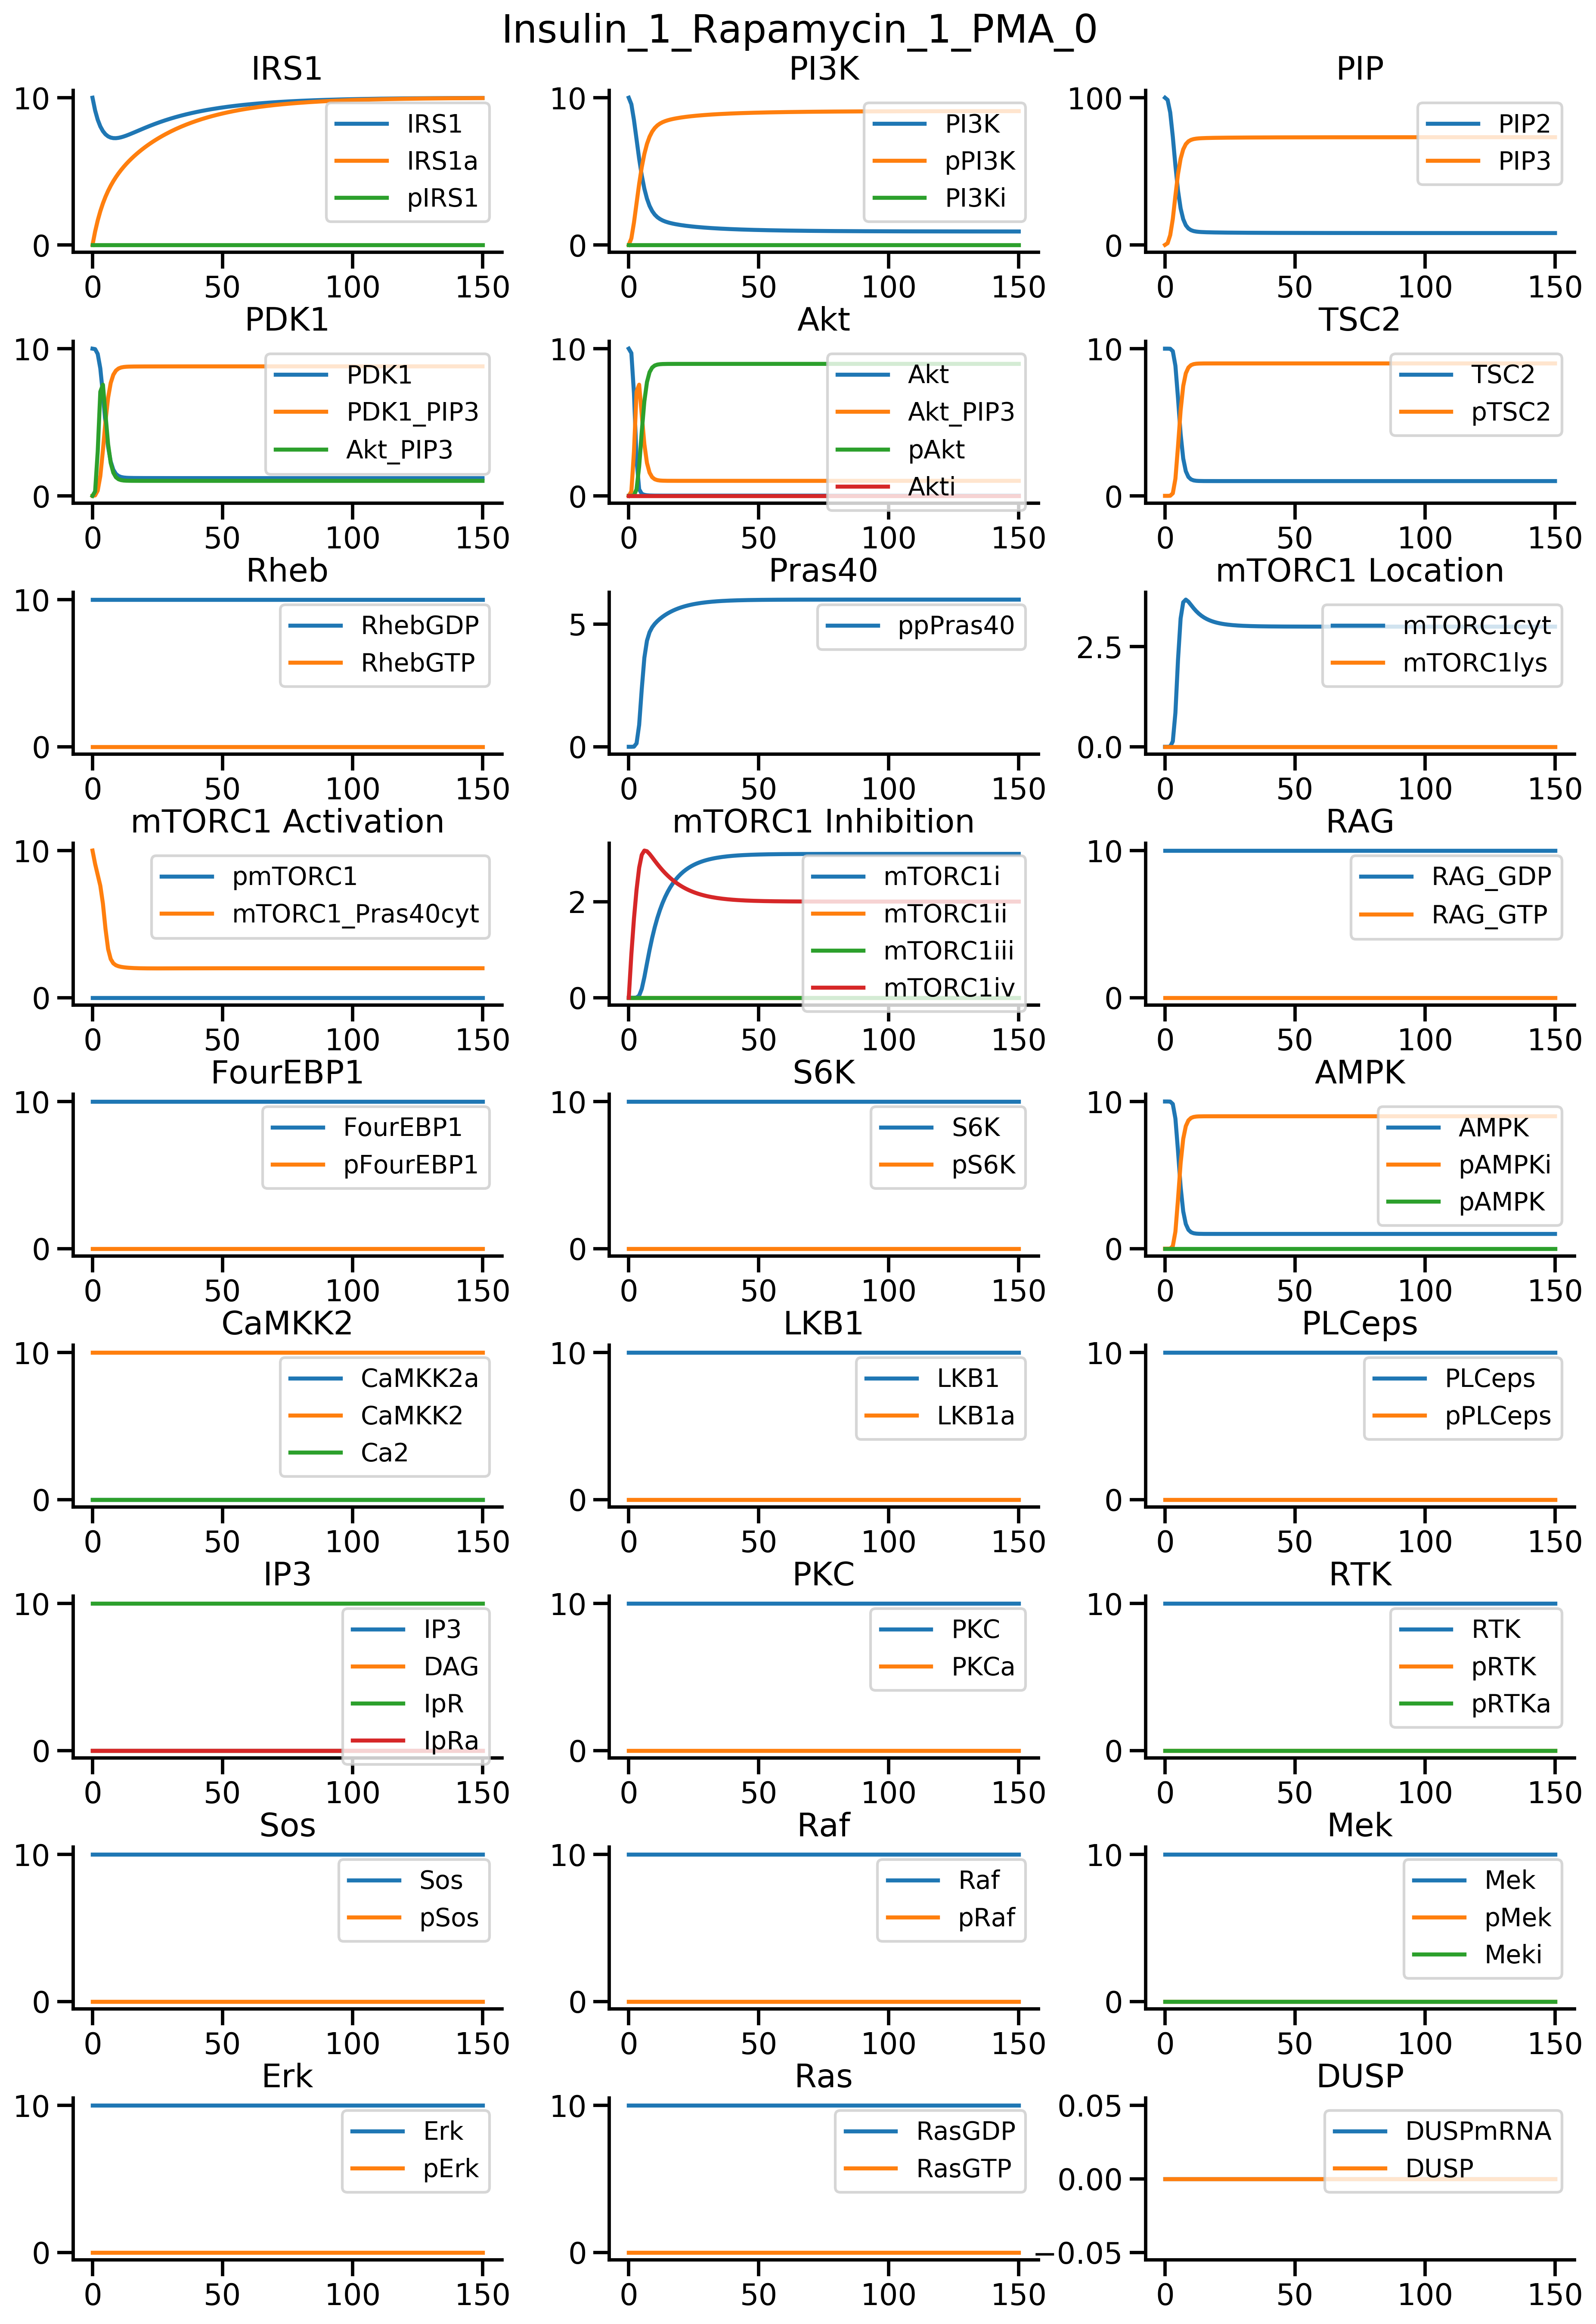 Insulin_1_Rapamycin_1_PMA_0
IRS1
10
0
0
50
100
150
IRS1
IRS1a
pIRS1
PI3K
10
0
0
50
100
150
PI3K
pPI3K
PI3Ki
PIP
100
0
0
50
100
150
PIP2
PIP3
PDK1
10
0
0
50
100
150
PDK1
PDK1_PIP3
Akt_PIP3
Akt
10
0
0
50
100
150
Akt
Akt_PIP3
pAkt
Akti
TSC2
10
0
0
50
100
150
TSC2
pTSC2
Rheb
10
0
0
50
100
150
RhebGDP
RhebGTP
Pras40
5
0
0
50
100
150
ppPras40
mTORC1 Location
2.5
0.0
0
50
100
150
mTORC1cyt
mTORC1lys
mTORC1 Activation
10
0
0
50
100
150
pmTORC1
mTORC1_Pras40cyt
mTORC1 Inhibition
2
0
0
50
100
150
mTORC1i
mTORC1ii
mTORC1iii
mTORC1iv
RAG
10
0
0
50
100
150
RAG_GDP
RAG_GTP
FourEBP1
10
0
0
50
100
150
FourEBP1
pFourEBP1
S6K
10
0
0
50
100
150
S6K
pS6K
AMPK
10
0
0
50
100
150
AMPK
pAMPKi
pAMPK
CaMKK2
10
0
0
50
100
150
CaMKK2a
CaMKK2
Ca2
LKB1
10
0
0
50
100
150
LKB1
LKB1a
PLCeps
10
0
0
50
100
150
PLCeps
pPLCeps
IP3
10
0
0
50
100
150
IP3
DAG
IpR
IpRa
PKC
10
0
0
50
100
150
PKC
PKCa
RTK
10
0
0
50
100
150
RTK
pRTK
pRTKa
Sos
10
0
0
50
100
150
Sos
pSos
Raf
10
0
0
50
100
150
Raf
pRaf
Mek
10
0
0
50
100
150
Mek
pMek
Meki
Erk
10
0
0
50
100
150
Erk
pErk
Ras
10
0
0
50
100
150
RasGDP
RasGTP
DUSP
0.05
0.00
−0.05
0
50
100
150
DUSPmRNA
DUSP